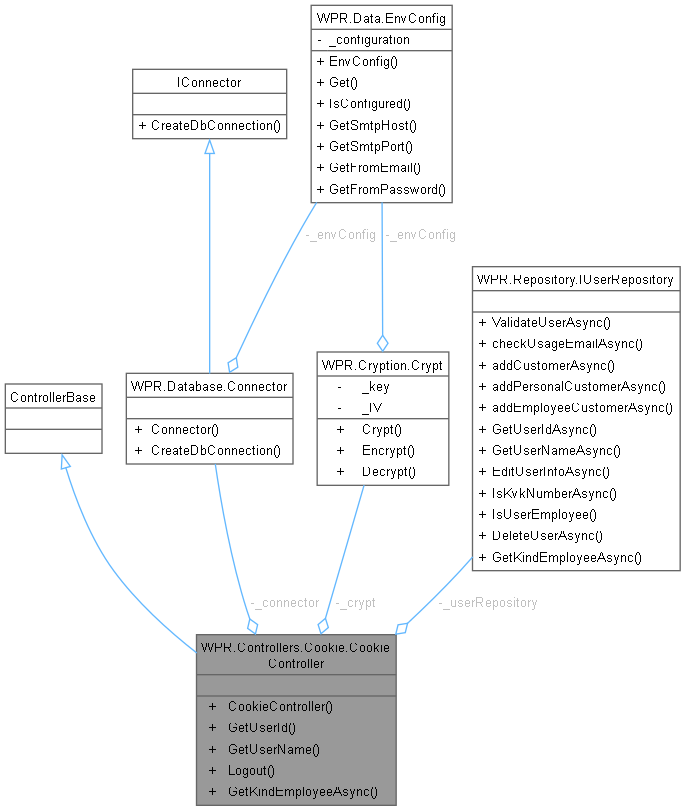 WPR.Data.EnvConfig
- _configuration
+ EnvConfig()
+ Get()
+ IsConfigured()
+ GetSmtpHost()
+ GetSmtpPort()
+ GetFromEmail()
+ GetFromPassword()
IConnector
+ CreateDbConnection()
-_envConfig
-_envConfig
WPR.Repository.IUserRepository
+ ValidateUserAsync()
+ checkUsageEmailAsync()
+ addCustomerAsync()
+ addPersonalCustomerAsync()
+ addEmployeeCustomerAsync()
+ GetUserIdAsync()
+ GetUserNameAsync()
+ EditUserInfoAsync()
+ IsKvkNumberAsync()
+ IsUserEmployee()
+ DeleteUserAsync()
+ GetKindEmployeeAsync()
WPR.Cryption.Crypt
- _key
- _IV
+ Crypt()
+ Encrypt()
+ Decrypt()
WPR.Database.Connector
+ Connector()
+ CreateDbConnection()
ControllerBase
-_connector
-_crypt
-_userRepository
WPR.Controllers.Cookie.Cookie
Controller
+ CookieController()
+ GetUserId()
+ GetUserName()
+ Logout()
+ GetKindEmployeeAsync()